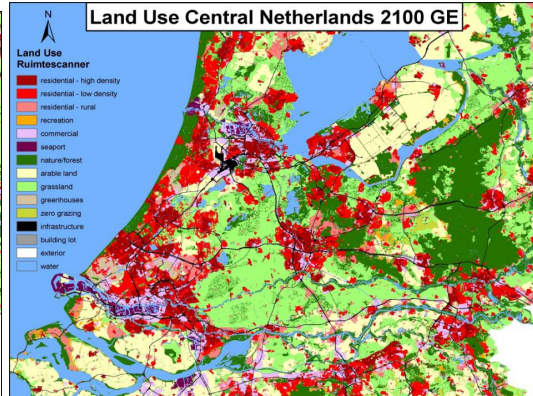 Land Use Central Netherlands 2100 GE
N
Land Use
Ruimtescanner
residential - high density
residential - low density
residential - rural
recreation
commercial
seaport
nature/forest
arable land
grassland
greenhouses
zero grazing
infrastructure
building lot
exterior
water